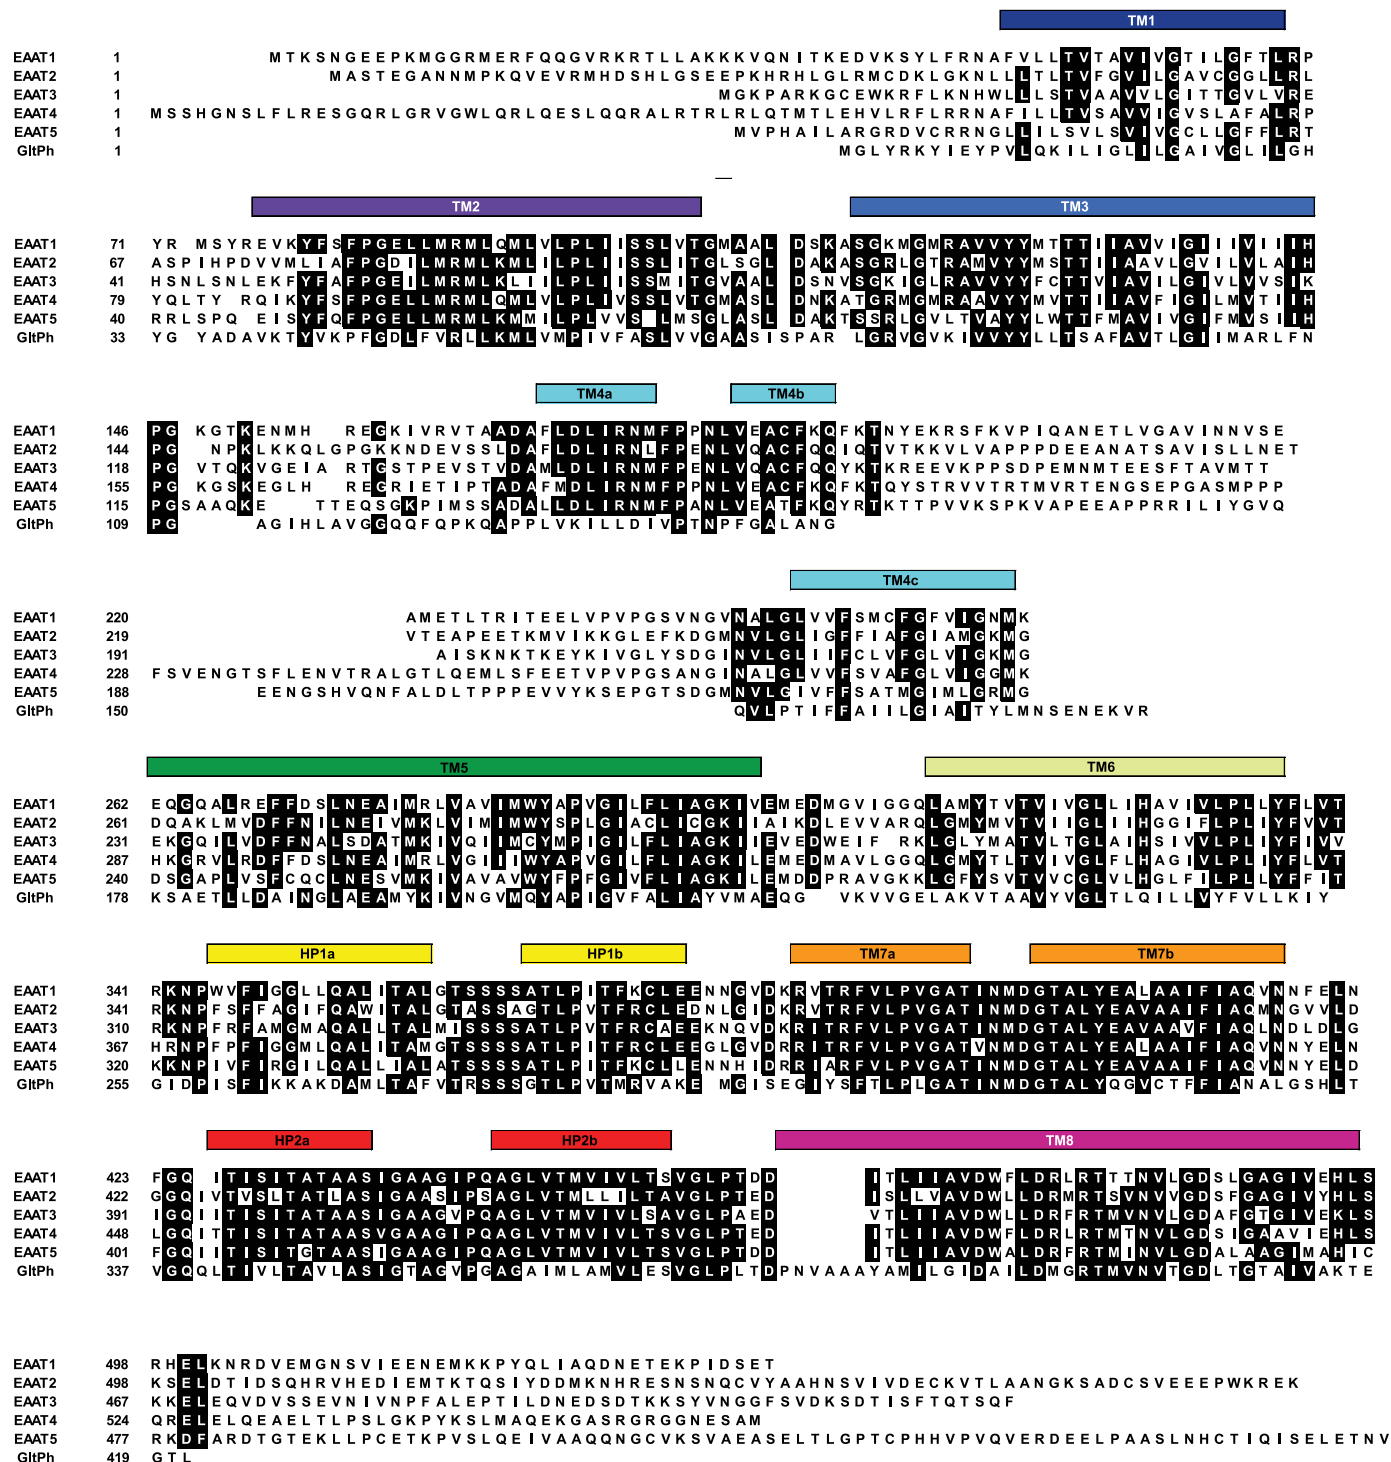 TM1
EAAT1 1 MTKSNGEEPKMGGRMERFQQGVRKRTLLAKKKVQNITKEDVKSYLFRNAFVLLTVTAVIVGTILGFTLRP
EAAT2 1 MASTEGANNMPKQVEVRMHDSHLGSEEPKHRHLGLRMCDKLGKNLLLTLTVFGVILGAVCGGLLRL
EAAT3 1 MGKPARKGCEWKRFLKNHWLLLSTVAAVVLGITTGVLVRE
EAAT4 1 MSSHGNSLFLRESGQRLGRVGWLQRLQESLQQRALRTRLRLQTMTLEHVLRFLRRNAFILLTVSAVVIGVSLAFALRP
EAAT5 1 MVPHAILARGRDVCRRNGLLILSVLSVIVGCLLGFFLRT
GltPh 1 MGLYRKYIEYPVLQKILIGLILGAIVGLILGH
TM2 TM3
EAAT1 71 YR MSYREVKYFSFPGELLMRMLQMLVLPLIISSLVTGMAAL DSKASGKMGMRAVVYYMTTTIIAVVIGIIIVIIIH
EAAT2 67 ASPIHPDVVMLIAFPGDILMRMLKMLILPLIISSLITGLSGL DAKASGRLGTRAMVYYMSTTIIAAVLGVILVLAIH
EAAT3 41 HSNLSNLEKFYFAFPGEILMRMLKLIILPLIISSMITGVAAL DSNVSGKIGLRAVVYYFCTTVIAVILGIVLVVSIK
EAAT4 79 YQLTY RQIKYFSFPGELLMRMLQMLVLPLIVSSLVTGMASL DNKATGRMGMRAAVYYMVTTIIAVFIGILMVTIIH
EAAT5 40 RRLSPQ EISYFQFPGELLMRMLKMMILPLVVS LMSGLASL DAKTSSRLGVLTVAYYLWTTFMAVIVGIFMVSIIH
GltPh 33 YG YADAVKTYVKPFGDLFVRLLKMLVMPIVFASLVVGAASISPAR LGRVGVKIVVYYLLTSAFAVTLGIIMARLFN
TM4a TM4b
EAAT1 146 PG KGTKENMH REGKIVRVTAADAFLDLIRNMFPPNLVEACFKQFKTNYEKRSFKVPIQANETLVGAVINNVSE
EAAT2 144 PG NPKLKKQLGPGKKNDEVSSLDAFLDLIRNLFPENLVQACFQQIQTVTKKVLVAPPPDEEANATSAVISLLNET
EAAT3 118 PG VTQKVGEIA RTGSTPEVSTVDAMLDLIRNMFPENLVQACFQQYKTKREEVKPPSDPEMNMTEESFTAVMTT
EAAT4 155 PG KGSKEGLH REGRIETIPTADAFMDLIRNMFPPNLVEACFKQFKTQYSTRVVTRTMVRTENGSEPGASMPPP
EAAT5 115 PGSAAQKE TTEQSGKPIMSSADALLDLIRNMFPANLVEATFKQYRTKTTPVVKSPKVAPEEAPPRRILIYGVQ
GltPh 109 PG AGIHLAVGGQQFQPKQAPPLVKILLDIVPTNPFGALANG
TM4c
EAAT1 220 AMETLTRITEELVPVPGSVNGVNALGLVVFSMCFGFVIGNMK
EAAT2 219 VTEAPEETKMVIKKGLEFKDGMNVLGLIGFFIAFGIAMGKMG
EAAT3 191 AISKNKTKEYKIVGLYSDGINVLGLIIFCLVFGLVIGKMG
EAAT4 228 FSVENGTSFLENVTRALGTLQEMLSFEETVPVPGSANGINALGLVVFSVAFGLVIGGMK
EAAT5 188 EENGSHVQNFALDLTPPPEVVYKSEPGTSDGMNVLGIVFFSATMGIMLGRMG
GltPh 150 QVLPTIFFAIILGIAITYLMNSENEKVR
TM5 TM6
EAAT1 262 EQGQALREFFDSLNEAIMRLVAVIMWYAPVGILFLIAGKIVEMEDMGVIGGQLAMYTVTVIVGLLIHAVIVLPLLYFLVT
EAAT2 261 DQAKLMVDFFNILNEIVMKLVIMIMWYSPLGIACLICGKIIAIKDLEVVARQLGMYMVTVIIGLIIHGGIFLPLIYFVVT
EAAT3 231 EKGQILVDFFNALSDATMKIVQIIMCYMPIGILFLIAGKIIEVEDWEIF RKLGLYMATVLTGLAIHSIVVLPLIYFIVV
EAAT4 287 HKGRVLRDFFDSLNEAIMRLVGIIIWYAPVGILFLIAGKILEMEDMAVLGGQLGMYTLTVIVGLFLHAGIVLPLIYFLVT
EAAT5 240 DSGAPLVSFCQCLNESVMKIVAVAVWYFPFGIVFLIAGKILEMDDPRAVGKKLGFYSVTVVCGLVLHGLFILPLLYFFIT
GltPh 178 KSAETLLDAINGLAEAMYKIVNGVMQYAPIGVFALIAYVMAEQG VKVVGELAKVTAAVYVGLTLQILLVYFVLLKIY
HP1a HP1b TM7a TM7b
EAAT1 341 RKNPWVFIGGLLQALITALGTSSSSATLPITFKCLEENNGVDKRVTRFVLPVGATINMDGTALYEALAAIFIAQVNNFELN
EAAT2 341 RKNPFSFFAGIFQAWITALGTASSAGTLPVTFRCLEDNLGIDKRVTRFVLPVGATINMDGTALYEAVAAIFIAQMNGVVLD
EAAT3 310 RKNPFRFAMGMAQALLTALMISSSSATLPVTFRCAEEKNQVDKRITRFVLPVGATINMDGTALYEAVAAVFIAQLNDLDLG
EAAT4 367 HRNPFPFIGGMLQALITAMGTSSSSATLPITFRCLEEGLGVDRRITRFVLPVGATVNMDGTALYEALAAIFIAQVNNYELN
EAAT5 320 KKNPIVFIRGILQALLIALATSSSSATLPITFKCLLENNHIDRRIARFVLPVGATINMDGTALYEAVAAIFIAQVNNYELD
GltPh 255 GIDPISFIKKAKDAMLTAFVTRSSSGTLPVTMRVAKE MGISEGIYSFTLPLGATINMDGTALYQGVCTFFIANALGSHLT
HP2a HP2b TM8
EAAT1 423 FGQ ITISITATAASIGAAGIPQAGLVTMVIVLTSVGLPTDD ITLIIAVDWFLDRLRTTTNVLGDSLGAGIVEHLS
EAAT2 422 GGQIVTVSLTATLASIGAASIPSAGLVTMLLILTAVGLPTED ISLLVAVDWLLDRMRTSVNVVGDSFGAGIVYHLS
EAAT3 391 IGQIITISITATAASIGAAGVPQAGLVTMVIVLSAVGLPAED VTLIIAVDWLLDRFRTMVNVLGDAFGTGIVEKLS
EAAT4 448 LGQITTISITATAASVGAAGIPQAGLVTMVIVLTSVGLPTED ITLIIAVDWFLDRLRTMTNVLGDSIGAAVIEHLS
EAAT5 401 FGQIITISITGTAASIGAAGIPQAGLVTMVIVLTSVGLPTDD ITLIIAVDWALDRFRTMINVLGDALAAGIMAHIC
GltPh 337 VGQQLTIVLTAVLASIGTAGVPGAGAIMLAMVLESVGLPLTDPNVAAAYAMILGIDAILDMGRTMVNVTGDLTGTAIVAKTE
EAAT1 498 RHELKNRDVEMGNSVIEENEMKKPYQLIAQDNETEKPIDSET
EAAT2 498 KSELDTIDSQHRVHEDIEMTKTQSIYDDMKNHRESNSNQCVYAAHNSVIVDECKVTLAANGKSADCSVEEEPWKREK
EAAT3 467 KKELEQVDVSSEVNIVNPFALEPTILDNEDSDTKKSYVNGGFSVDKSDTISFTQTSQF
EAAT4 524 QRELELQEAELTLPSLGKPYKSLMAQEKGASRGRGGNESAM
EAAT5 477 RKDFARDTGTEKLLPCETKPVSLQEIVAAQQNGCVKSVAEASELTLGPTCPHHVPVQVERDEELPAASLNHCTIQISELETNV
GltPh 419 GTL